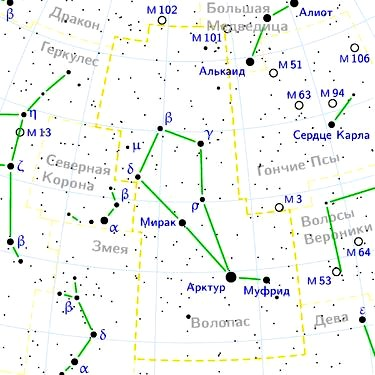 β
Дракон
M 102
Большая
Медведица
Алиот
Геркулес
M 101
Алькаид
M 51
M 106
η
M 13
β
γ
M 63
M 94
Сердце Карла
μ
ζ
Северная
Корона
δ
Гончие Псы
β
ρ
M 3
α
Мирак
Волосы
Вероники
β
Змея
M 64
Арктур
Муфрид
M 53
β
Волопас
Дева
ε
δ
α